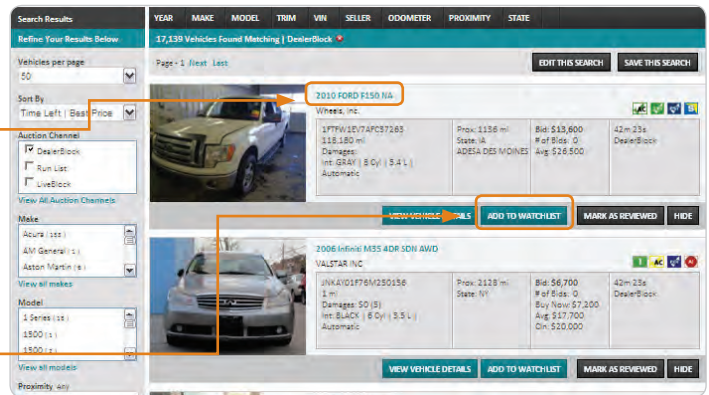 Search Results
YEAR MAKE MODEL TRIM VIN SELLER ODOMETER PROXIMITY STATE
Refine Your Results Below
17,139 Vehicles Found Matching | DealerBlock
Vehicles per page
50
Page - 1 Next Last
EDIT THIS SEARCH SAVE THIS SEARCH
Sort By
Time Left | Best Price
Auction Channel
DealerBlock
Run List
LiveBlock
View All Auction Channels
Make
Acura
AM General
Aston Martin
View all makes
Model
1 Series
1500
1500
View all models
Proximity Any
2010 FORD F150 NA
Wheels, Inc.
1FTFW1EV7AFC37263
118,180 mi
Damages:
Int: GRAY | 8 Cyl | 5.4 L |
Automatic
Prox: 1136 mi
State: IA
ADESA DES MOINES
Bid: $13,600
# of Bids: 0
Avg: $26,500
42m 23s
DealerBlock
VIEW VEHICLE DETAILS ADD TO WATCHLIST MARK AS REVIEWED HIDE
2006 Infiniti M35 4DR SDN AWD
VALSTAR INC
JNKAY01F76M250156
1 mi
Damages: $0 (5)
Int: BLACK | 6 Cyl | 3.5 L |
Automatic
Prox: 2128 mi
State: NY
Bid: $6,700
# of Bids: 0
Buy Now: $7,200
Avg: $17,700
Cln: $20,000
42m 23s
DealerBlock
AC
VIEW VEHICLE DETAILS ADD TO WATCHLIST MARK AS REVIEWED HIDE